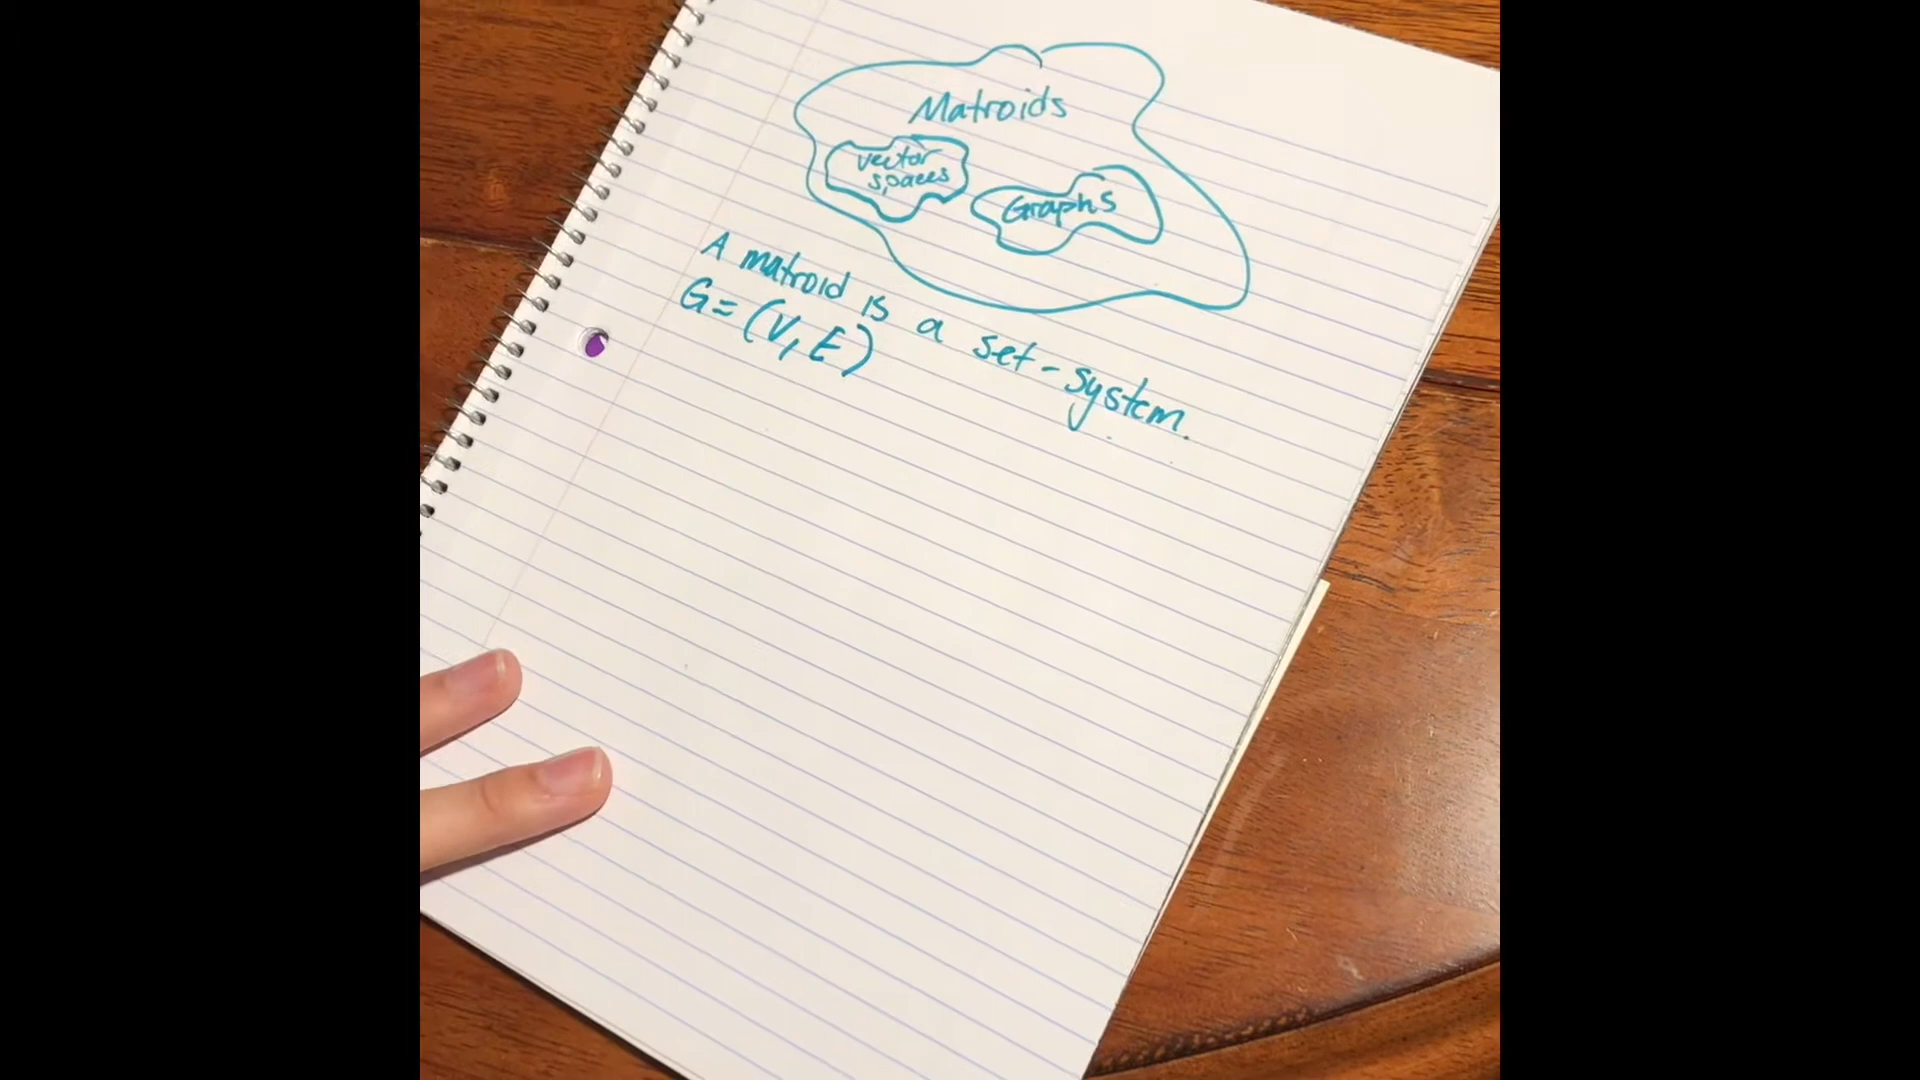 Matroids
vector
spaces
Graphs
A matroid is a set-system.
G=(V, E)